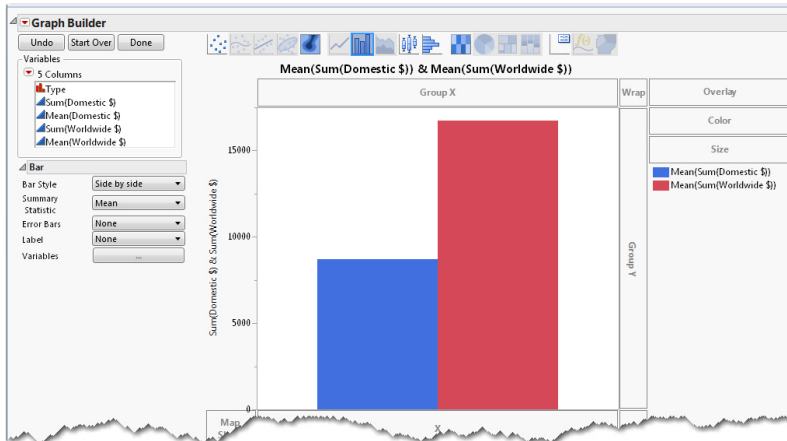 Graph Builder
Undo Start Over Done
Variables
5 Columns
Type
Sum(Domestic $)
Mean(Domestic $)
Sum(Worldwide $)
Mean(Worldwide $)
Bar
Bar Style Side by side
Summary Statistic Mean
Error Bars None
Label None
Variables ...
Mean(Sum(Domestic $)) & Mean(Sum(Worldwide $))
Group X Wrap Overlay
Color
Size
Mean(Sum(Domestic $))
Mean(Sum(Worldwide $))
Sum(Domestic $) & Sum(Worldwide $)
15000
10000
5000
0
Group Y
Map
X